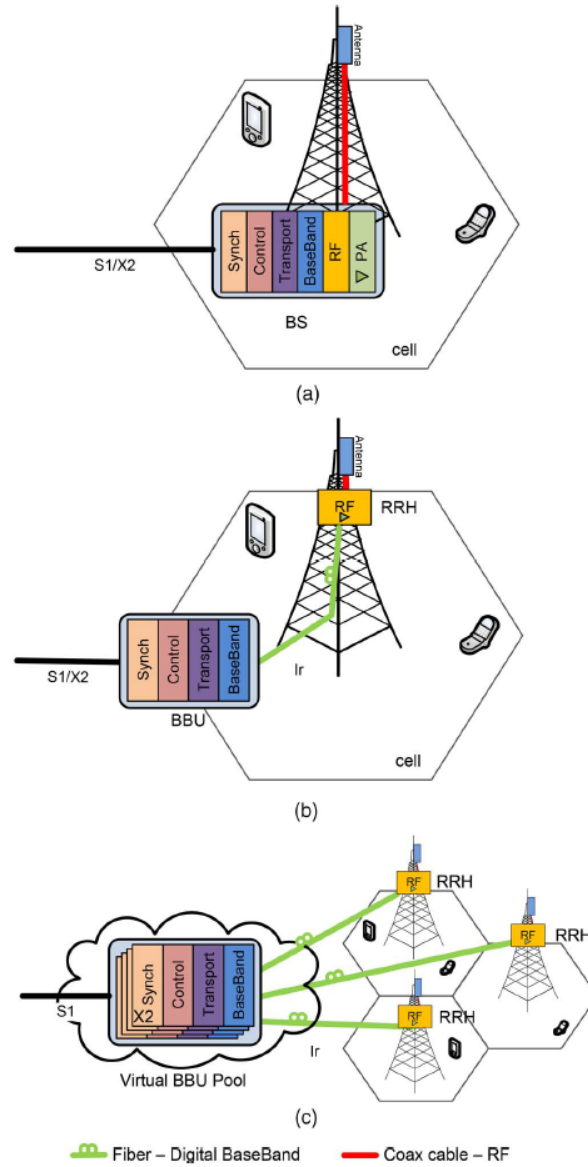 Antenna
Synch
Control
Transport
BaseBand
RF
PA
S1/X2
BS
cell
(a)
Antenna
RF
RRH
Synch
Control
Transport
BaseBand
Ir
S1/X2
BBU
cell
(b)
RF
RRH
RF
RRH
Synch
Control
Transport
BaseBand
X2
S1
RF
RRH
Ir
Virtual BBU Pool
(c)
Fiber – Digital BaseBand
Coax cable – RF